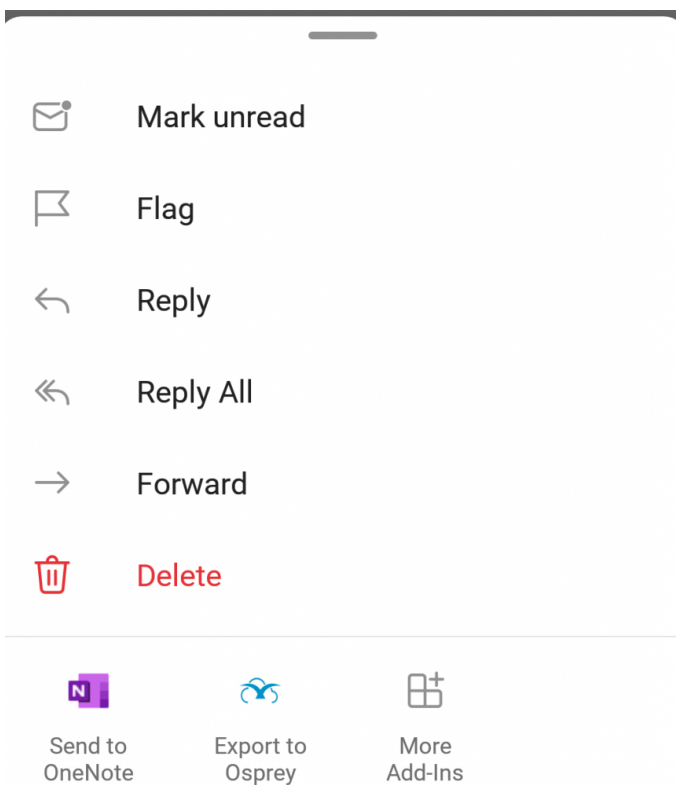 Mark unread
Flag
Reply
Reply All
Forward
Delete
N
Send to
OneNote
Export to
Osprey
More
Add-Ins